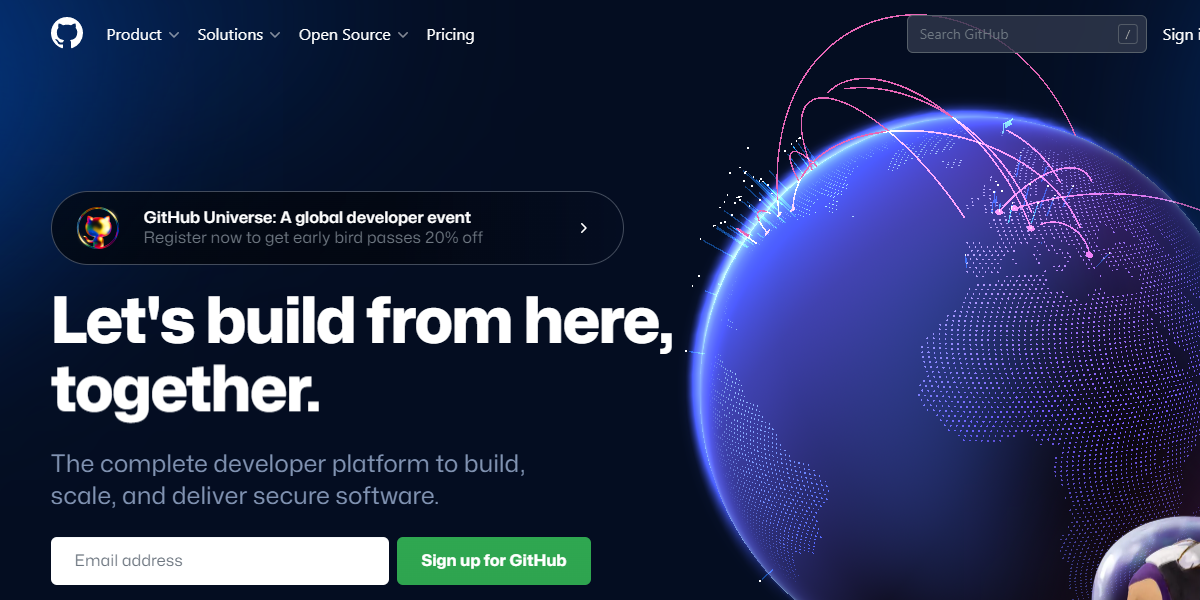 Product
Solutions
Open Source
Pricing
Search GitHub
/
Sign
GitHub Universe: A global developer event
Register now to get early bird passes 20% off
Let's build from here,
together.
The complete developer platform to build,
scale, and deliver secure software.
Email address
Sign up for GitHub